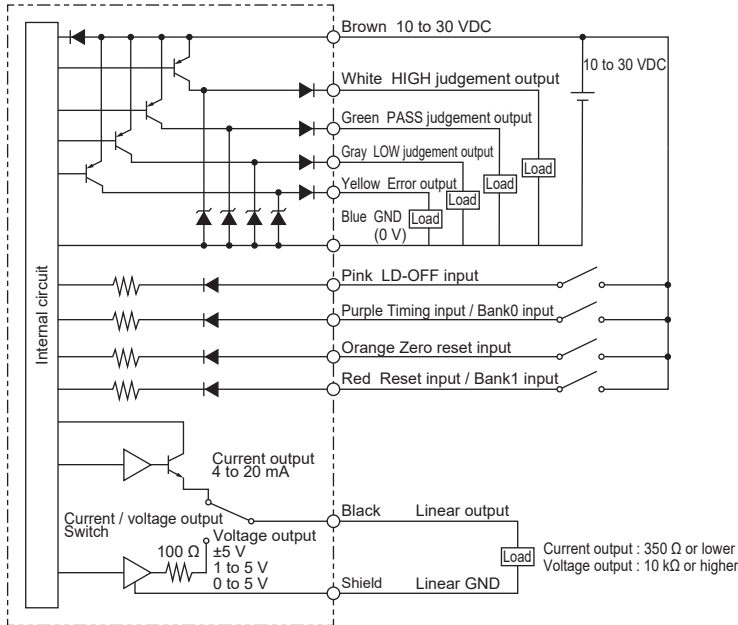 Brown 10 to 30 VDC
10 to 30 VDC
White HIGH judgement output
Green PASS judgement output
Gray LOW judgement output
Load
Load
Yellow Error output
Load
Load
Blue GND
(0 V)
Internal circuit
Pink LD-OFF input
Purple Timing input / Bank0 input
Orange Zero reset input
Red Reset input / Bank1 input
Current output
4 to 20 mA
Black Linear output
Current / voltage output
Switch
Voltage output
±5 V
1 to 5 V
0 to 5 V
100 Ω
Load
Current output : 350 Ω or lower
Voltage output : 10 kΩ or higher
Shield Linear GND